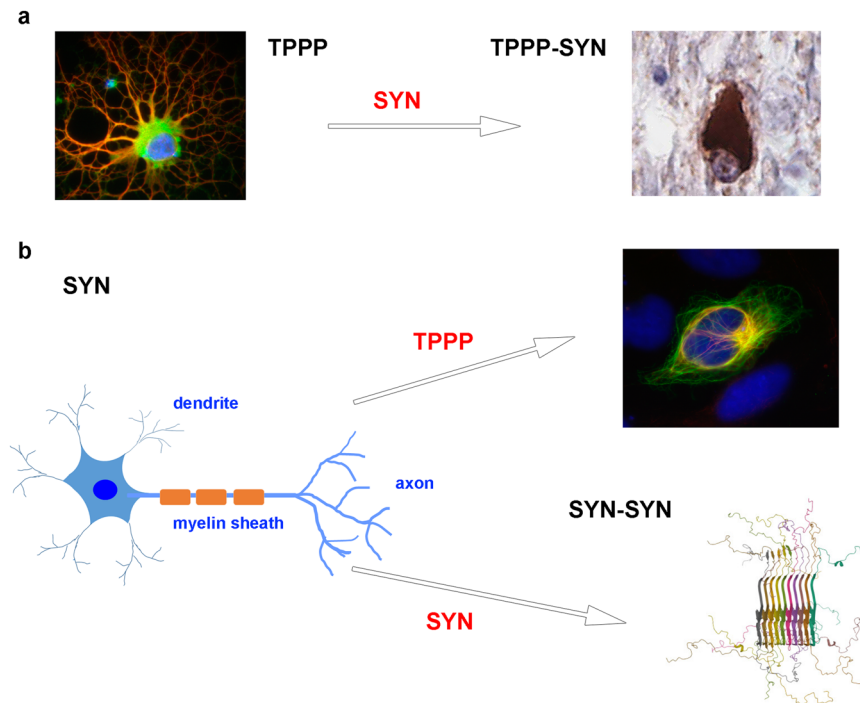 a
TPPP
TPPP-SYN
SYN
b
SYN
TPPP
dendrite
axon
myelin sheath
SYN-SYN
SYN